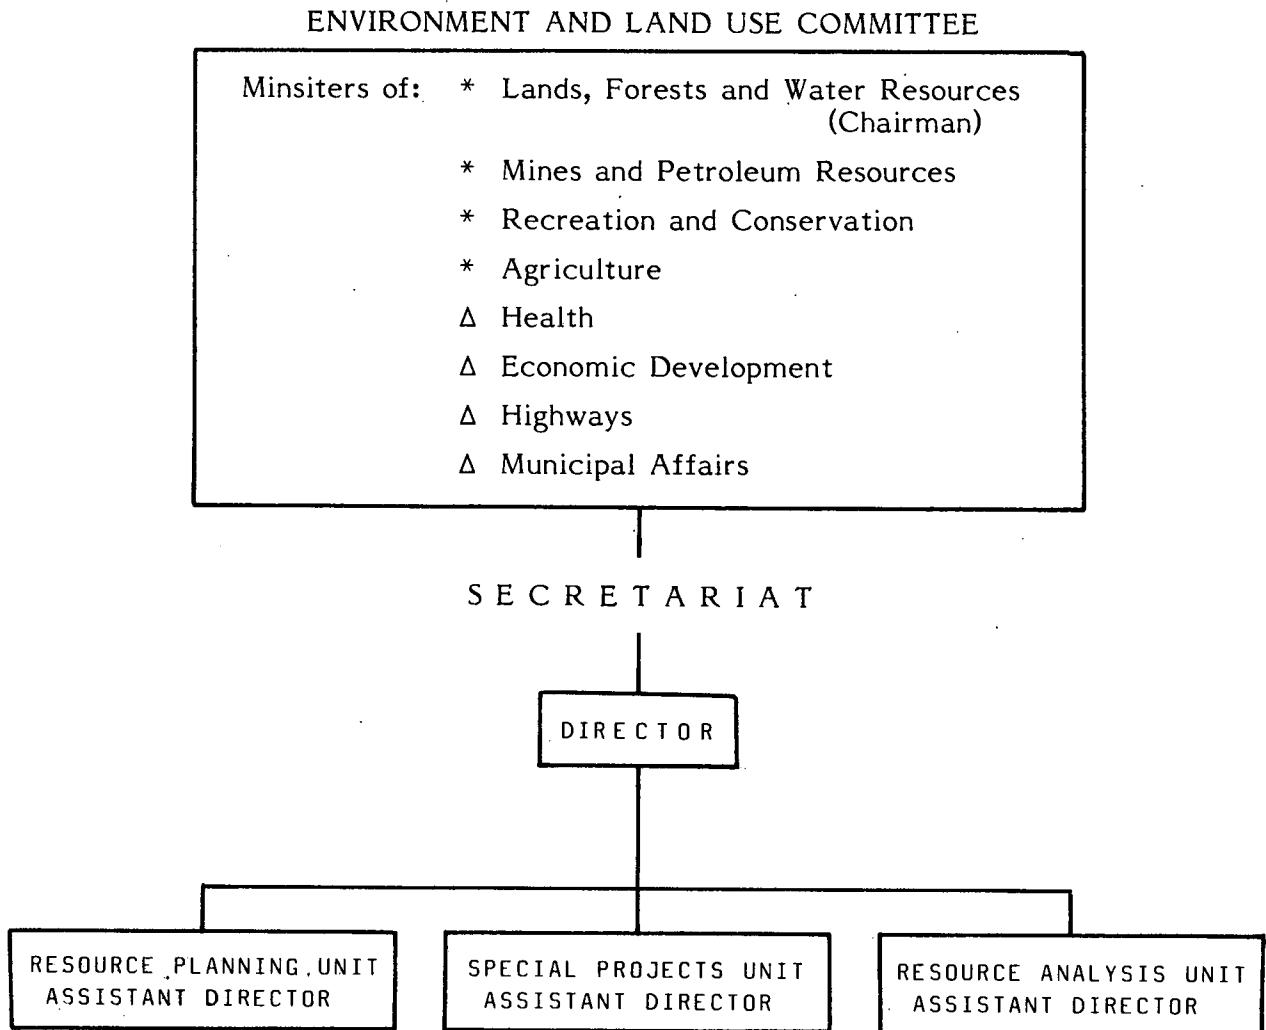 ENVIRONMENT AND LAND USE COMMITTEE
Minsiters of: * Lands, Forests and Water Resources
(Chairman)
* Mines and Petroleum Resources
* Recreation and Conservation
* Agriculture
Δ Health
Δ Economic Development
Δ Highways
Δ Municipal Affairs
SECRETARIAT
DIRECTOR
RESOURCE PLANNING UNIT
ASSISTANT DIRECTOR
SPECIAL PROJECTS UNIT
ASSISTANT DIRECTOR
RESOURCE ANALYSIS UNIT
ASSISTANT DIRECTOR